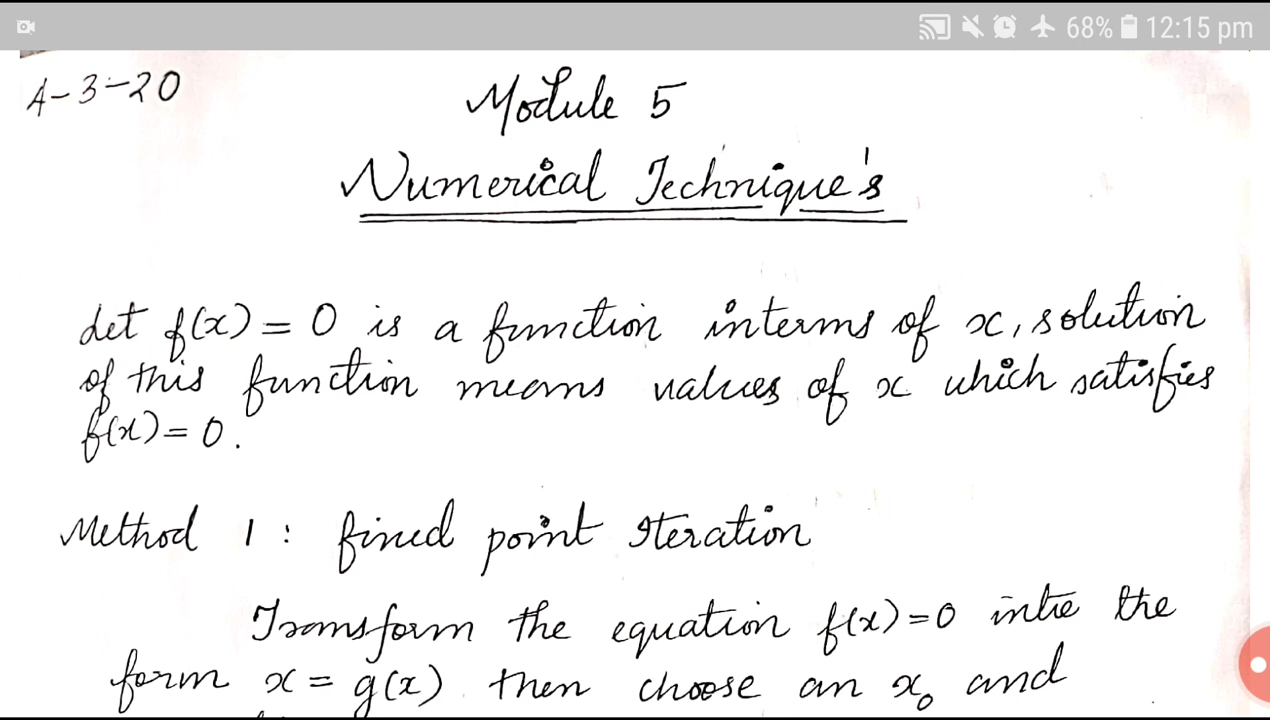 68% 12:15 pm
4-3-20
Module 5
Numerical Technique's
Let f(x) = 0 is a function interms of x, solution
of this function means values of x which satisfies
f(x) = 0.
Method 1 : fixed point Iteration
Transform the equation f(x) = 0 into the
form x = g(x) then choose an x₀ and